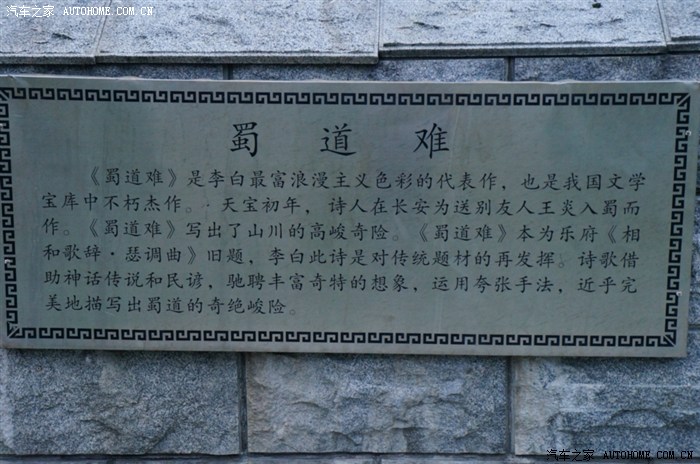 汽车之家 AUTOHOME.COM.CN
蜀道难
《蜀道难》是李白最富浪漫主义色彩的代表作，也是我国文学
宝库中不朽杰作。·天宝初年，诗人在长安为送别友人王炎入蜀而
作。《蜀道难》写出了山川的高峻奇险。《蜀道难》本为乐府《相
和歌辞·瑟调曲》旧题，李白此诗是对传统题材的再发挥。诗歌借
助神话传说和民谚，驰聘丰富奇特的想象，运用夸张手法，近乎完
美地描写出蜀道的奇绝峻险。
汽车之家 AUTOHOME.COM.CN